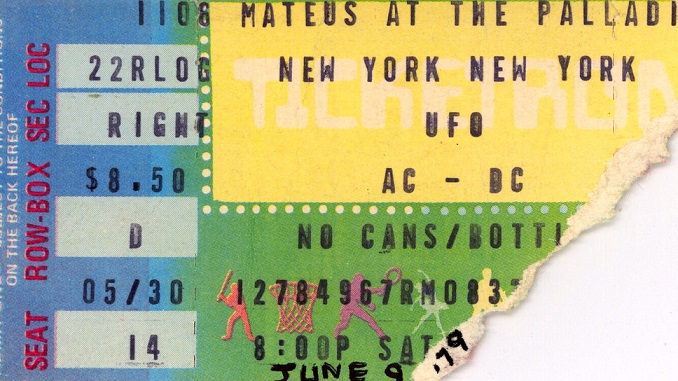 1108 MATEUS AT THE PALLADI
22RLOG NEW YORK NEW YORK
TICKETRON
RIGHT UFO
$8.50 AC - DC
D NO CANS/BOTTL
05/30 12784967RM083
14 8:00P SAT
JUNE 9 '79
SEAT ROW-BOX SEC LOC
ON THE BACK HEREOF